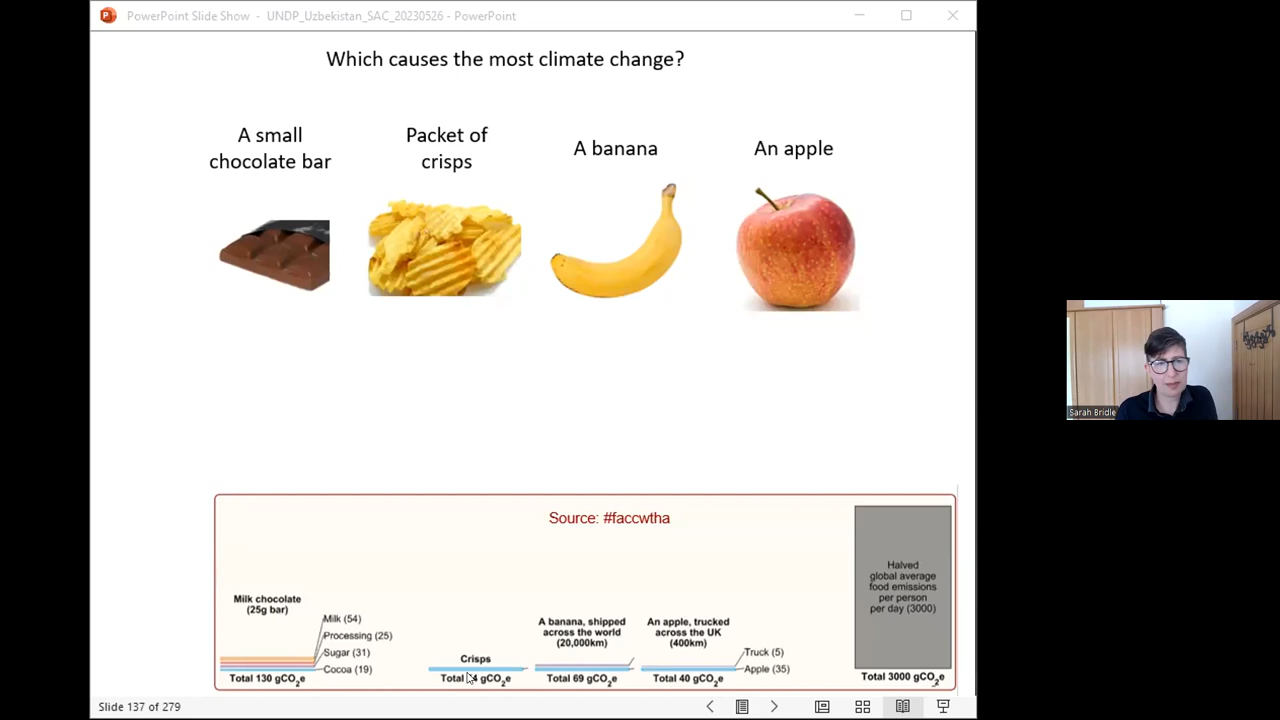 PowerPoint Slide Show - UNDP_Uzbekistan_SAC_20230526 - PowerPoint
Which causes the most climate change?
A small
chocolate bar
Packet of
crisps
A banana
An apple
Sarah Bridle
Source: #faccwtha
Milk chocolate
(25g bar)
Milk (54)
Processing (25)
Sugar (31)
Cocoa (19)
Total 130 gCO2e
Crisps
Total gCO2e
A banana, shipped
across the world
(20,000km)
Total 69 gCO2e
An apple, trucked
across the UK
(400km)
Truck (5)
Apple (35)
Total 40 gCO2e
Halved
global average
food emissions
per person
per day (3000)
Total 3000 gCO2e
Slide 137 of 279